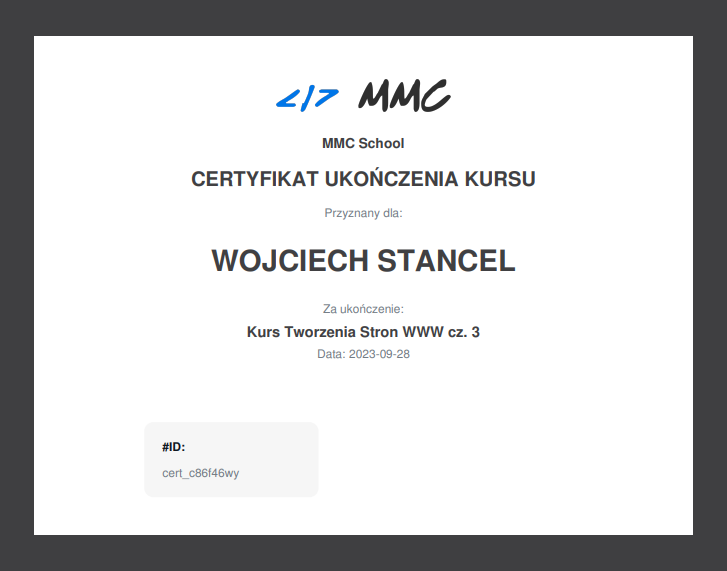 </> MMC
MMC School
CERTYFIKAT UKOŃCZENIA KURSU
Przyznany dla:
WOJCIECH STANCEL
Za ukończenie:
Kurs Tworzenia Stron WWW cz. 3
Data: 2023-09-28
#ID:
cert_c86f46wy